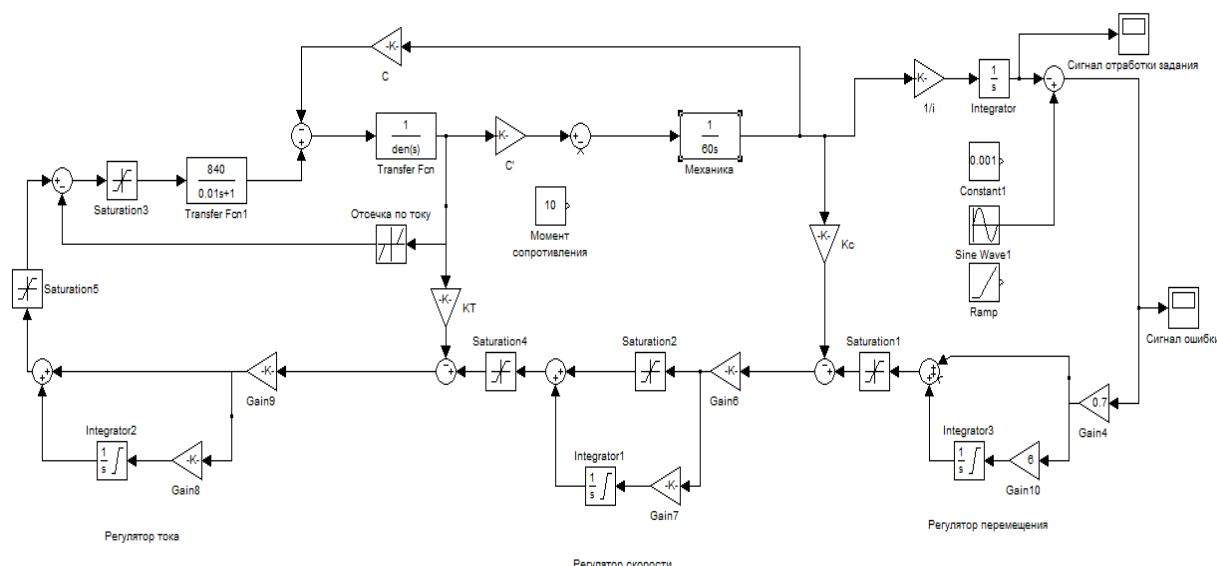 -K-
C
Сигнал отработки задания
1
s
Integrator
K-
1/i
1
den(s)
Transfer Fcn
K-
C'
1
60s
Механика
840
0.01s+1
Transfer Fcn1
Saturation3
0.001
Constant1
Отсечка по току
10
Момент
сопротивления
-K-
Kc
Sine Wave1
Ramp
Saturation5
-K-
KT
Сигнал ошибки
Saturation4
Saturation2
Saturation1
-K-
Gain9
-K-
Gain6
0.7
Gain4
Integrator2
1
s
-K-
Gain8
Integrator1
1
s
-K-
Gain7
Integrator3
1
s
6
Gain10
Регулятор тока
Регулятор скорости
Регулятор перемещения